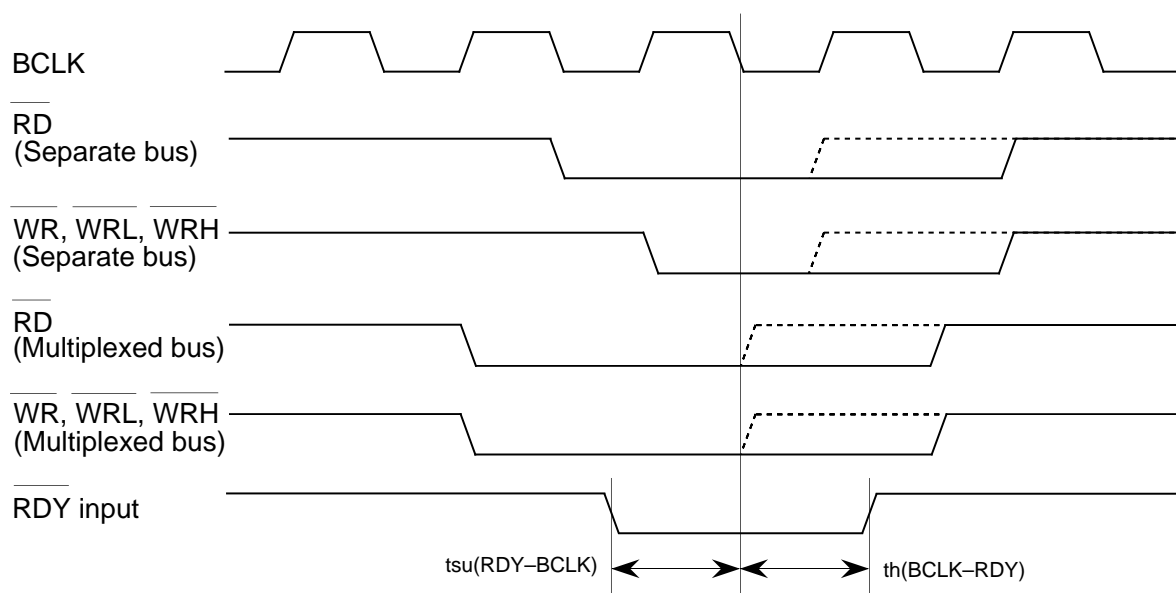 BCLK
RD
(Separate bus)
WR, WRL, WRH
(Separate bus)
RD
(Multiplexed bus)
WR, WRL, WRH
(Multiplexed bus)
RDY input
tsu(RDY–BCLK)
th(BCLK–RDY)